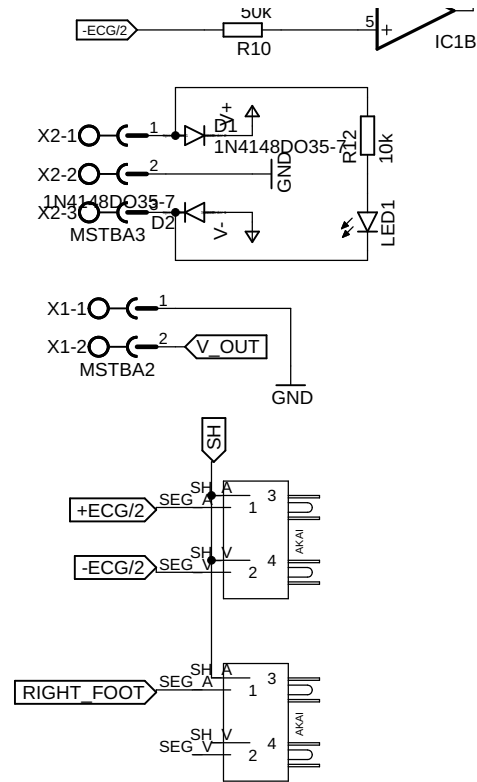 50k
-ECG/2
R10
5
+
IC1B
V+
D1
1N4148DO35-7
X2-1
1
X2-2
2
GND
R12
10k
1N4148DO35-7
X2-3
3
D2
V-
MSTBA3
LED1
X1-1
1
X1-2
2
V_OUT
MSTBA2
GND
SH
SH_A
SEG_A
+ECG/2
1
3
AKAI
SH_V
SEG_V
-ECG/2
2
4
SH_A
SEG_A
RIGHT_FOOT
1
3
AKAI
SH_V
SEG_V
2
4